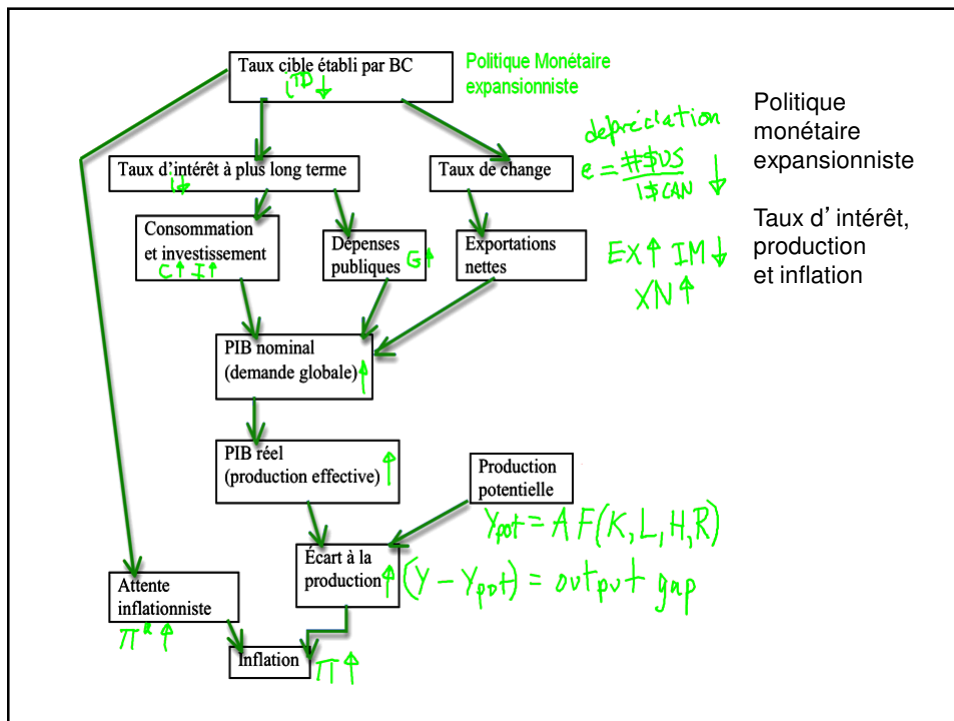 Taux cible établi par BC
i^TD ↓
Politique Monétaire
expansionniste
Politique
monétaire
expansionniste
Taux d'intérêt,
production
et inflation
dépréciation
e = #$US / 1$CAN ↓
Taux d'intérêt à plus long terme
i↓
Taux de change
Consommation
et investissement
C↑ I↑
Dépenses
publiques G↑
Exportations
nettes
EX↑ IM↓
XN↑
PIB nominal
(demande globale) ↑
PIB réel
(production effective) ↑
Production
potentielle
Ypot = A F(K, L, H, R)
Écart à la
production ↑ (Y - Ypot) = output gap
Attente
inflationniste
π^a ↑
Inflation
π↑